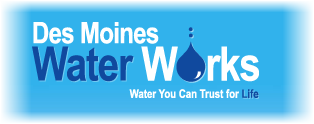 Des Moines
Water Works
Water You Can Trust for Life